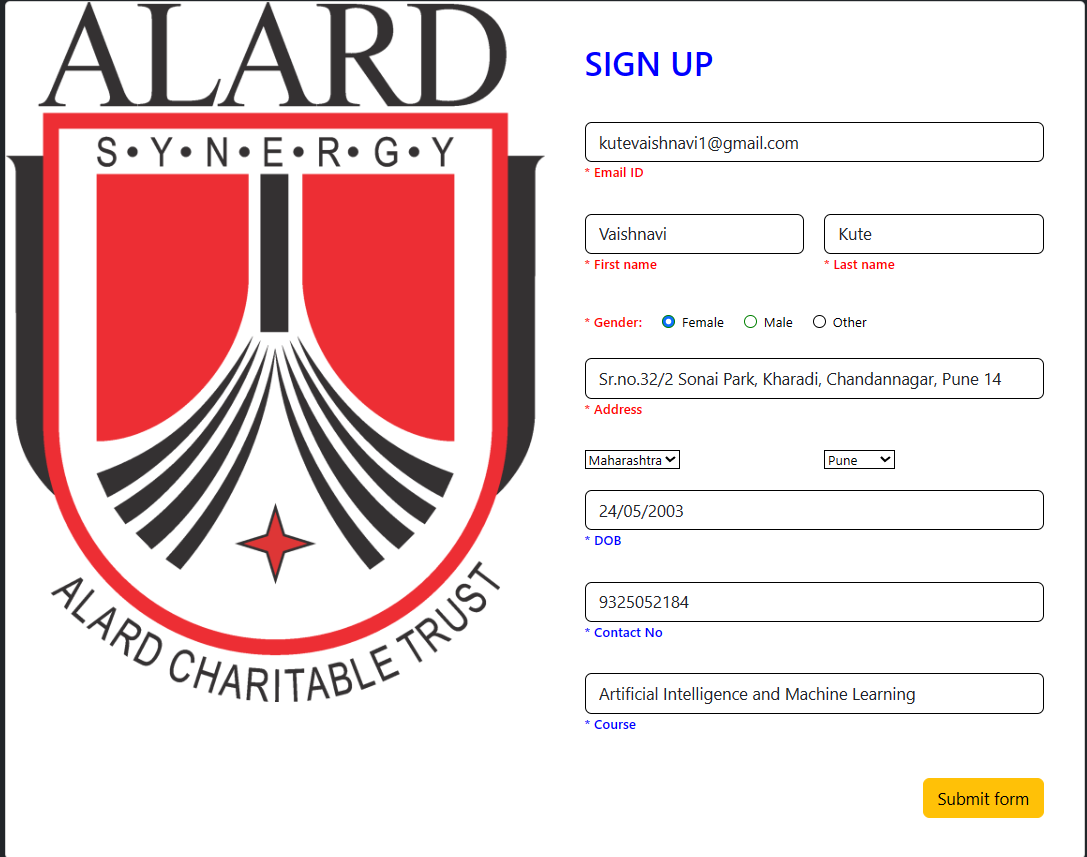 ALARD
S•Y•N•E•R•G•Y
ALARD CHARITABLE TRUST
SIGN UP
kutevaishnavi1@gmail.com
* Email ID
Vaishnavi Kute
* First name * Last name
* Gender: Female Male Other
Sr.no.32/2 Sonai Park, Kharadi, Chandannagar, Pune 14
* Address
Maharashtra Pune
24/05/2003
* DOB
9325052184
* Contact No
Artificial Intelligence and Machine Learning
* Course
Submit form